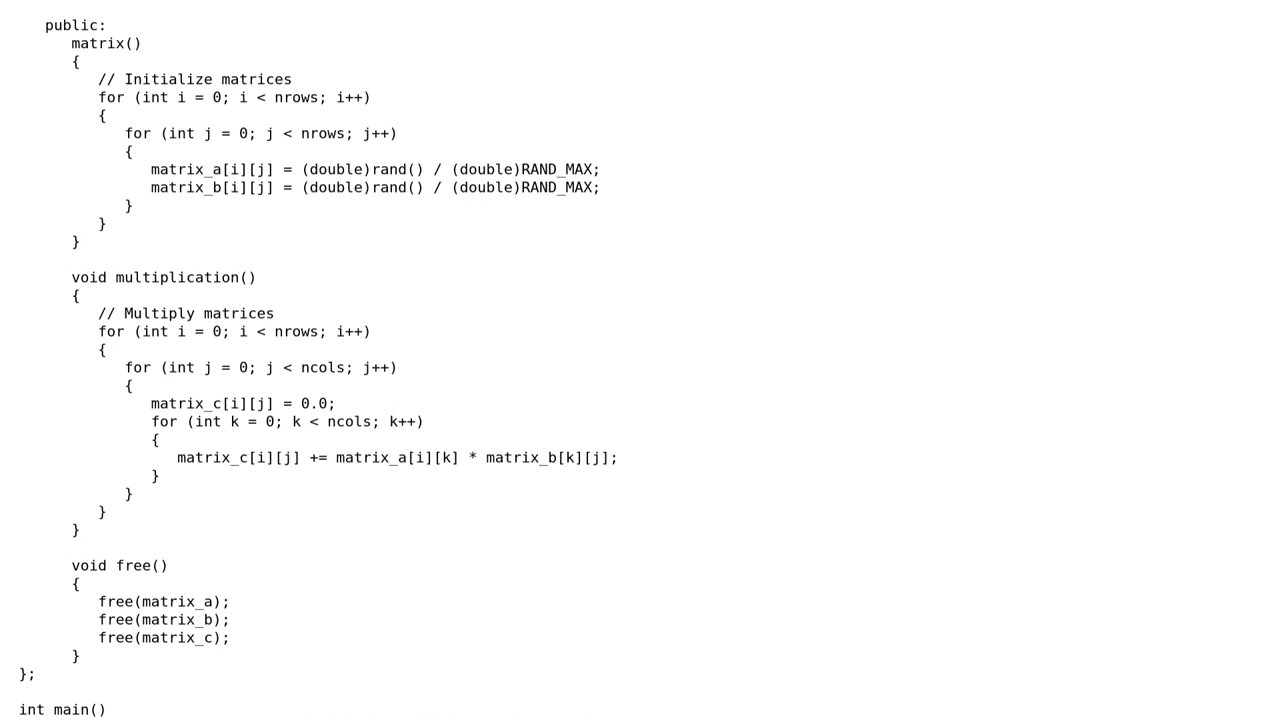 public:
matrix()
{
// Initialize matrices
for (int i = 0; i < nrows; i++)
{
for (int j = 0; j < nrows; j++)
{
matrix_a[i][j] = (double)rand() / (double)RAND_MAX;
matrix_b[i][j] = (double)rand() / (double)RAND_MAX;
}
}
}
void multiplication()
{
// Multiply matrices
for (int i = 0; i < nrows; i++)
{
for (int j = 0; j < ncols; j++)
{
matrix_c[i][j] = 0.0;
for (int k = 0; k < ncols; k++)
{
matrix_c[i][j] += matrix_a[i][k] * matrix_b[k][j];
}
}
}
}
void free()
{
free(matrix_a);
free(matrix_b);
free(matrix_c);
}
};
int main()